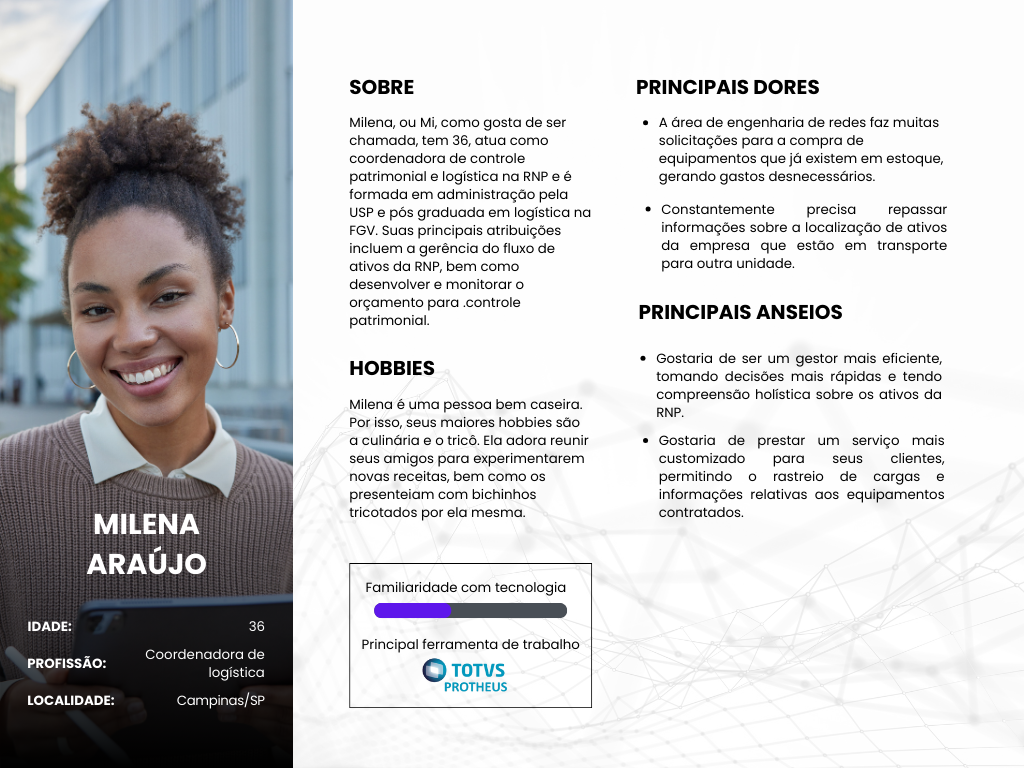 MILENA
ARAÚJO
IDADE: 36
PROFISSÃO: Coordenadora de
logística
LOCALIDADE: Campinas/SP
SOBRE
Milena, ou Mi, como gosta de ser
chamada, tem 36, atua como
coordenadora de controle
patrimonial e logística na RNP e é
formada em administração pela
USP e pós graduada em logística na
FGV. Suas principais atribuições
incluem a gerência do fluxo de
ativos da RNP, bem como
desenvolver e monitorar o
orçamento para .controle
patrimonial.
HOBBIES
Milena é uma pessoa bem caseira.
Por isso, seus maiores hobbies são
a culinária e o tricô. Ela adora reunir
seus amigos para experimentarem
novas receitas, bem como os
presenteiam com bichinhos
tricotados por ela mesma.
Familiaridade com tecnologia
Principal ferramenta de trabalho
TOTVS
PROTHEUS
PRINCIPAIS DORES
• A área de engenharia de redes faz muitas
solicitações para a compra de
equipamentos que já existem em estoque,
gerando gastos desnecessários.
• Constantemente precisa repassar
informações sobre a localização de ativos
da empresa que estão em transporte
para outra unidade.
PRINCIPAIS ANSEIOS
• Gostaria de ser um gestor mais eficiente,
tomando decisões mais rápidas e tendo
compreensão holística sobre os ativos da
RNP.
• Gostaria de prestar um serviço mais
customizado para seus clientes,
permitindo o rastreio de cargas e
informações relativas aos equipamentos
contratados.